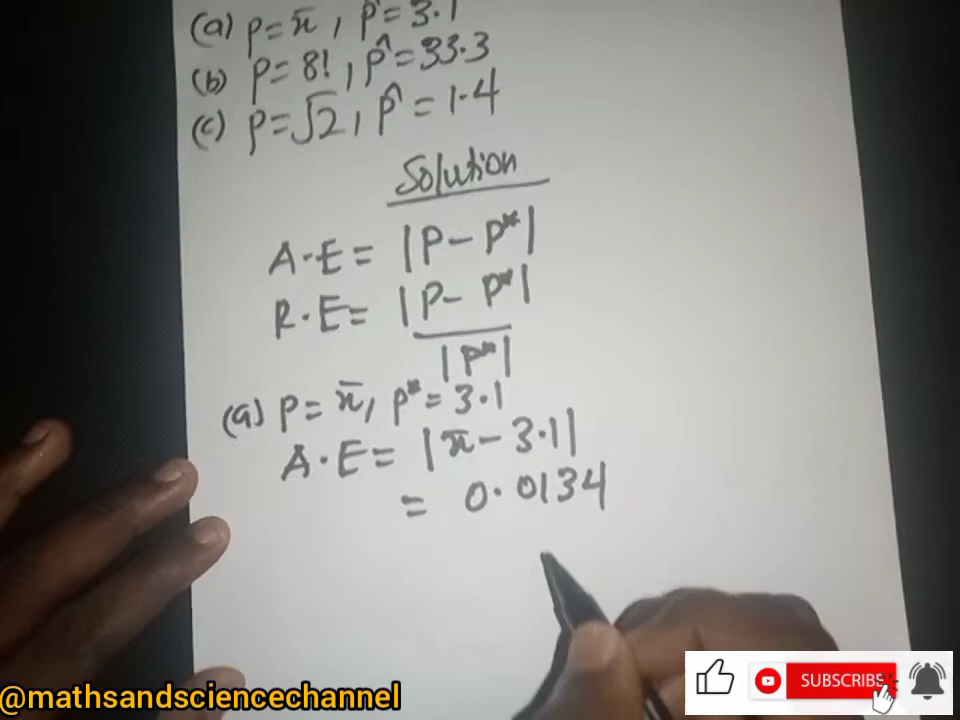 (a) p = π, p^ = 3.1
(b) p = 8!, p^ = 33.3
(c) p = √2, p^ = 1.4
Solution
A.E = |P - P*|
R.E = |P - P*|
|P*|
(a) P = π, P* = 3.1
A.E = |π - 3.1|
= 0.0134
SUBSCRIBE
@mathsandsciencechannel